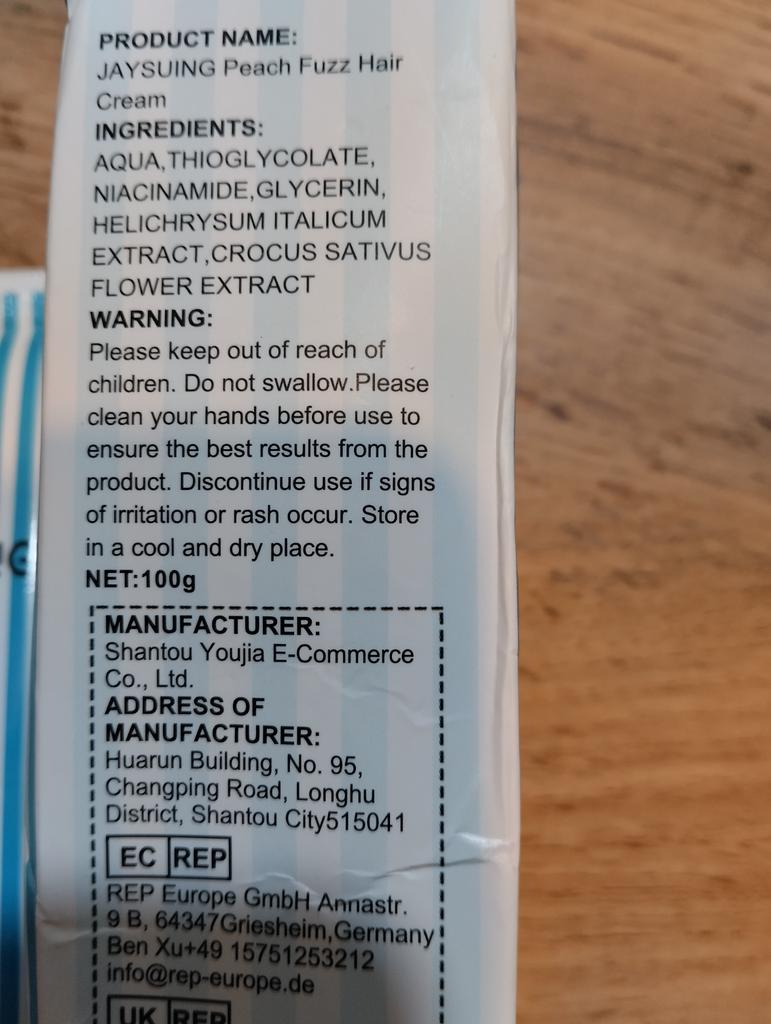 PRODUCT NAME:
JAYSUING Peach Fuzz Hair
Cream
INGREDIENTS:
AQUA,THIOGLYCOLATE,
NIACINAMIDE,GLYCERIN,
HELICHRYSUM ITALICUM
EXTRACT,CROCUS SATIVUS
FLOWER EXTRACT
WARNING:
Please keep out of reach of
children. Do not swallow.Please
clean your hands before use to
ensure the best results from the
product. Discontinue use if signs
of irritation or rash occur. Store
in a cool and dry place.
NET:100g
MANUFACTURER:
Shantou Youjia E-Commerce
Co., Ltd.
ADDRESS OF
MANUFACTURER:
Huarun Building, No. 95,
Changping Road, Longhu
District, Shantou City515041
EC REP
REP Europe GmbH Annastr.
9 B, 64347Griesheim,Germany
Ben Xu+49 15751253212
info@rep-europe.de
UK REP